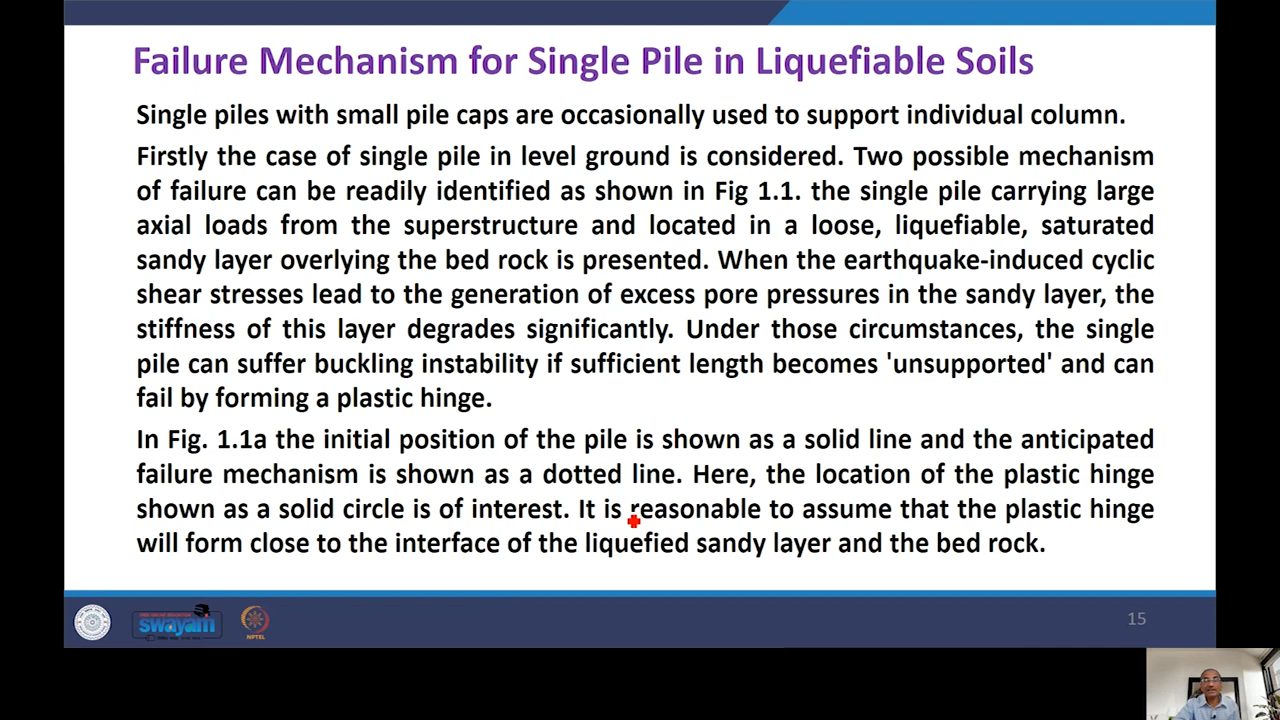 Failure Mechanism for Single Pile in Liquefiable Soils
Single piles with small pile caps are occasionally used to support individual column.
Firstly the case of single pile in level ground is considered. Two possible mechanism
of failure can be readily identified as shown in Fig 1.1. the single pile carrying large
axial loads from the superstructure and located in a loose, liquefiable, saturated
sandy layer overlying the bed rock is presented. When the earthquake-induced cyclic
shear stresses lead to the generation of excess pore pressures in the sandy layer, the
stiffness of this layer degrades significantly. Under those circumstances, the single
pile can suffer buckling instability if sufficient length becomes 'unsupported' and can
fail by forming a plastic hinge.
In Fig. 1.1a the initial position of the pile is shown as a solid line and the anticipated
failure mechanism is shown as a dotted line. Here, the location of the plastic hinge
shown as a solid circle is of interest. It is reasonable to assume that the plastic hinge
will form close to the interface of the liquefied sandy layer and the bed rock.
swayam
NPTEL
15